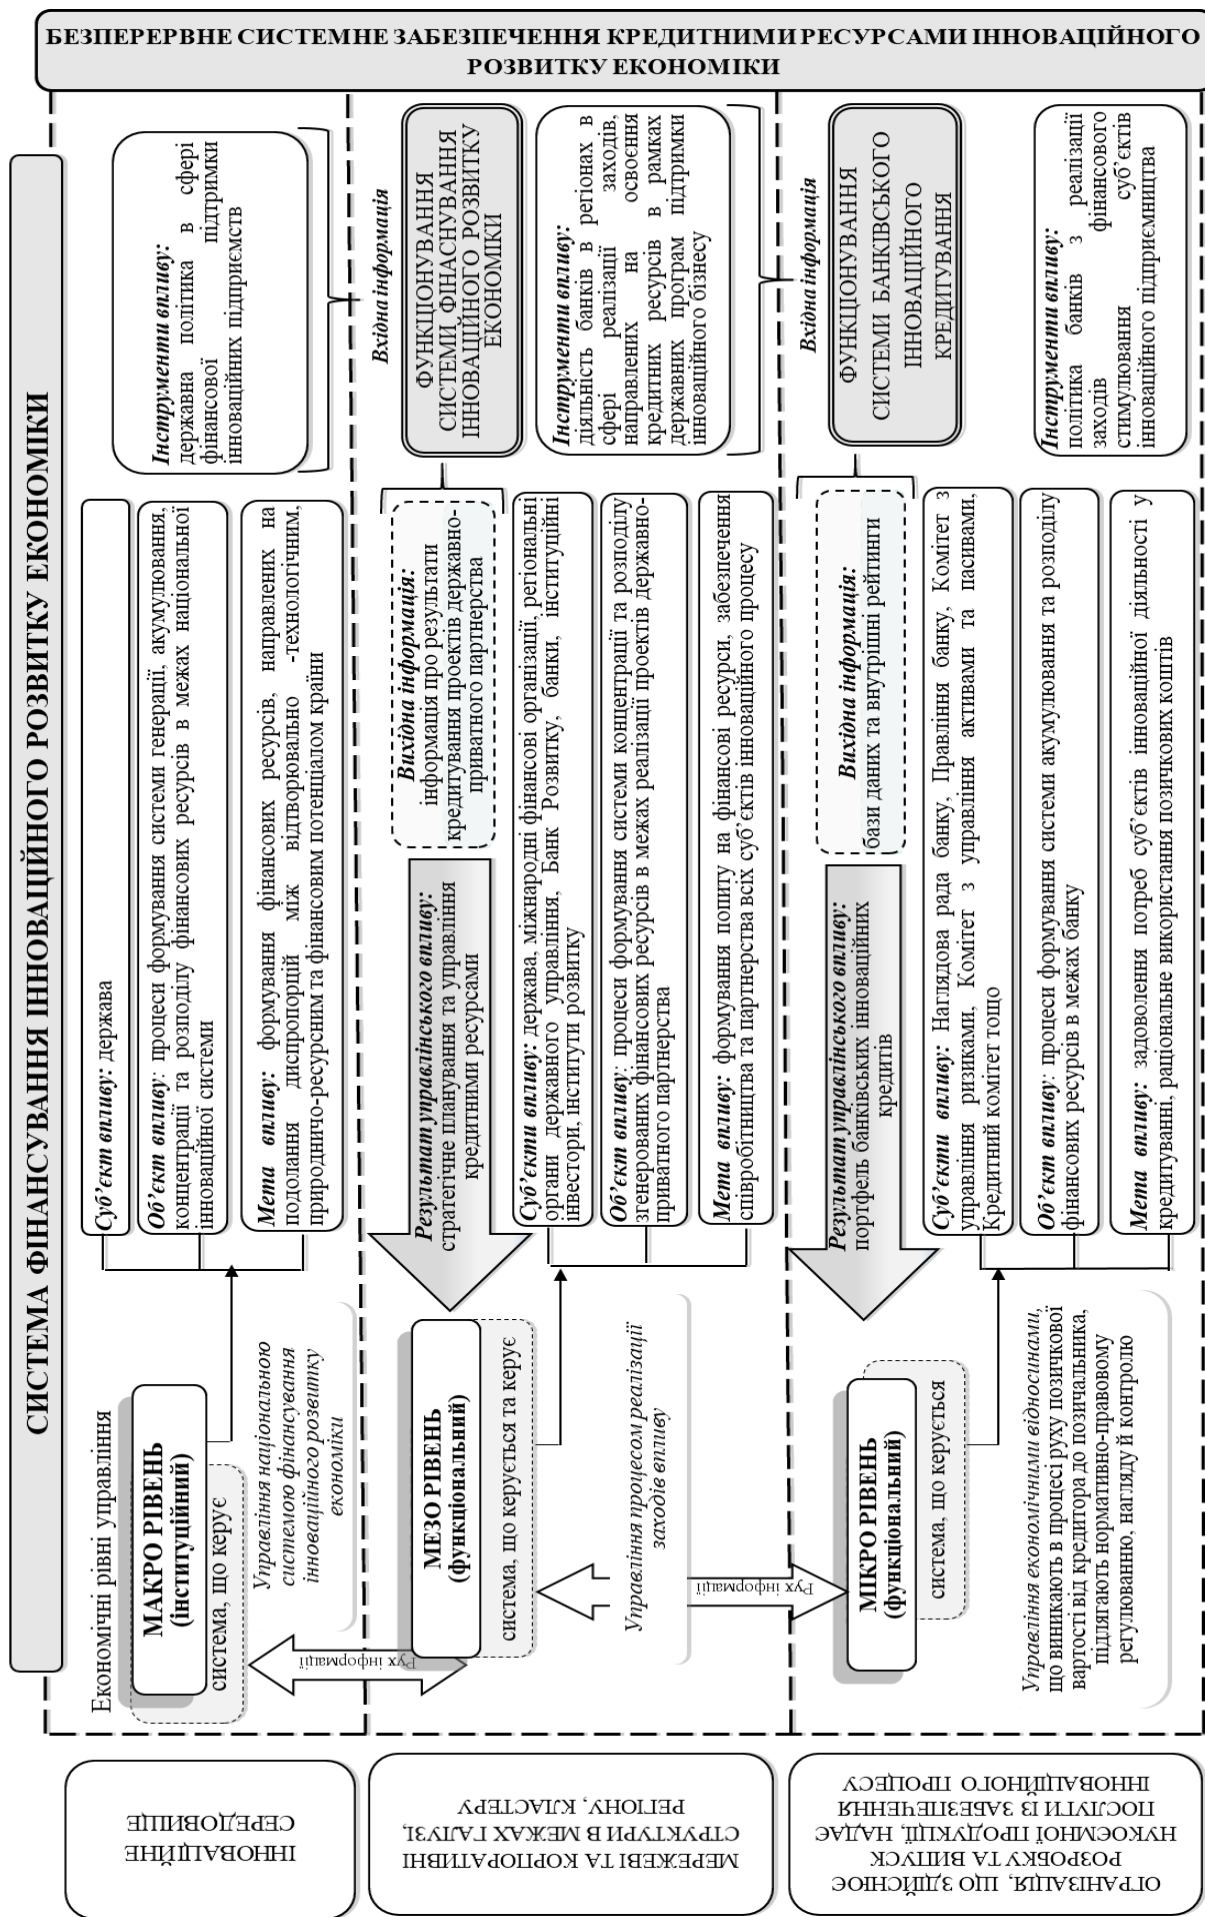 БЕЗПЕРЕРВНЕ СИСТЕМНЕ ЗАБЕЗПЕЧЕННЯ КРЕДИТНИМИ РЕСУРСАМИ ІННОВАЦІЙНОГО
РОЗВИТКУ ЕКОНОМІКИ
СИСТЕМА ФІНАНСУВАННЯ ІННОВАЦІЙНОГО РОЗВИТКУ ЕКОНОМІКИ
Економічні рівні управління
МАКРО РІВЕНЬ
(інституційний)
система, що керує
Управління національною
системою фінансування
інноваційного розвитку
економіки
Суб’єкт впливу: держава
Об’єкт впливу: процеси формування системи генерації, акумулювання,
концентрації та розподілу фінансових ресурсів в межах національної
інноваційної системи
Мета впливу: формування фінансових ресурсів, направлених на
подолання диспропорцій між відтворювально -технологічним,
природничо-ресурсним та фінансовим потенціалом країни
Інструменти впливу:
державна політика в сфері
фінансової підтримки
інноваційних підприємств
Рух інформації
МЕЗО РІВЕНЬ
(функціональний)
система, що керується та керує
Управління процесом реалізації
заходів впливу
Результат управлінського впливу:
стратегічне планування та управління
кредитними ресурсами
Вихідна інформація:
інформація про результати
кредитування проектів державно-
приватного партнерства
Вхідна інформація
ФУНКЦІОНУВАННЯ
СИСТЕМИ ФІНАСНУВАННЯ
ІННОВАЦІЙНОГО РОЗВИТКУ
ЕКОНОМІКИ
Суб’єкти впливу: держава, міжнародні фінансові організації, регіональні
органи державного управління, Банк Розвитку, банки, інституційні
інвестори, інститути розвитку
Об’єкт впливу: процеси формування системи концентрації та розподілу
згенерованих фінансових ресурсів в межах реалізації проектів державно-
приватного партнерства
Мета впливу: формування попиту на фінансові ресурси, забезпечення
співробітництва та партнерства всіх суб’єктів інноваційного процесу
Інструменти впливу:
діяльність банків в регіонах в
сфері реалізації заходів,
направлених на освоєння
кредитних ресурсів в рамках
державних програм підтримки
інноваційного бізнесу
Рух інформації
МІКРО РІВЕНЬ
(функціональний)
система, що керується
Управління економічними відносинами,
що виникають в процесі руху позичкової
вартості від кредитора до позичальника,
підлягають нормативно-правовому
регулюванню, нагляду й контролю
Результат управлінського впливу:
портфель банківських інноваційних
кредитів
Вихідна інформація:
бази даних та внутрішні рейтинги
Вхідна інформація
ФУНКЦІОНУВАННЯ
СИСТЕМИ БАНКІВСЬКОГО
ІННОВАЦІЙНОГО
КРЕДИТУВАННЯ
Суб’єкти впливу: Наглядова рада банку, Правління банку, Комітет з
управління ризиками, Комітет з управління активами та пасивами,
Кредитний комітет тощо
Об’єкт впливу: процеси формування системи акумулювання та розподілу
фінансових ресурсів в межах банку
Мета впливу: задоволення потреб суб’єктів інноваційної діяльності у
кредитуванні, раціональне використання позичкових коштів
Інструменти впливу:
політика банків з реалізації
заходів фінансового
стимулювання суб’єктів
інноваційного підприємництва
ІННОВАЦІЙНЕ
СЕРЕДОВИЩЕ
МЕРЕЖЕВІ ТА КОРПОРАТИВНІ
СТРУКТУРИ В МЕЖАХ ГАЛУЗІ,
РЕГІОНУ, КЛАСТЕРУ
ОГРАНІЗАЦІЯ, ЩО ЗДІЙСНЮЄ
РОЗРОБКУ ТА ВИПУСК
НУКОЄМНОЇ ПРОДУКЦІЇ, НАДАЄ
ПОСЛУГИ ІЗ ЗАБЕЗПЕЧЕННЯ
ІННОВАЦІЙНОГО ПРОЦЕСУ